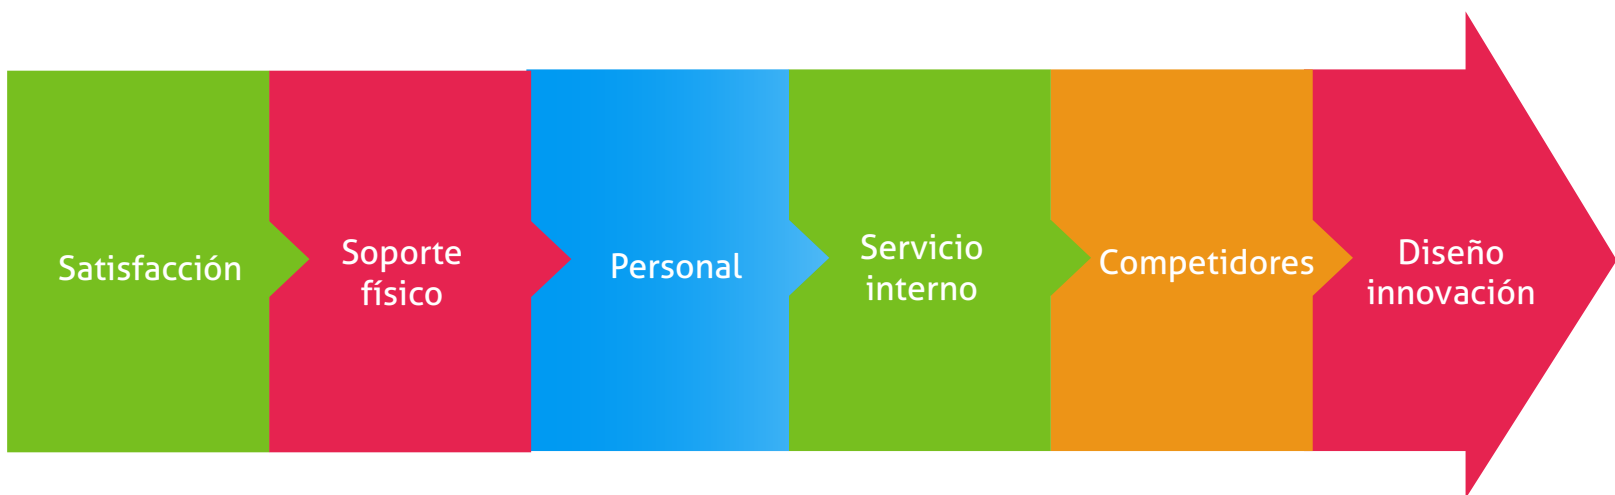 Satisfacción
Soporte
físico
Personal
Servicio
interno
Competidores
Diseño
innovación